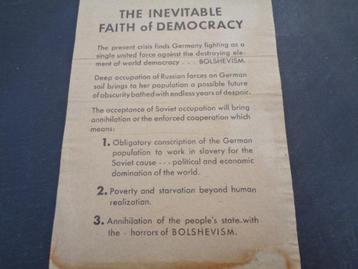 THE INEVITABLE
FAITH of DEMOCRACY
The present crisis finds Germany fighting as a
single united force against the destroying ele-
ment of world democracy - - - BOLSHEVISM.
Deep occupation of Russian forces on German
soil brings to her population a possible future
of obscurity bathed with endless years of despair.
The acceptance of Soviet occupation will bring
annihilation or the enforced cooperation which
means:
1. Obligatory conscription of the German
population to work in slavery for the
Soviet cause - - - political and economic
domination of the world.
2. Poverty and starvation beyond human
realization.
3. Annihilation of the people's state with
the - horrors of BOLSHEVISM.